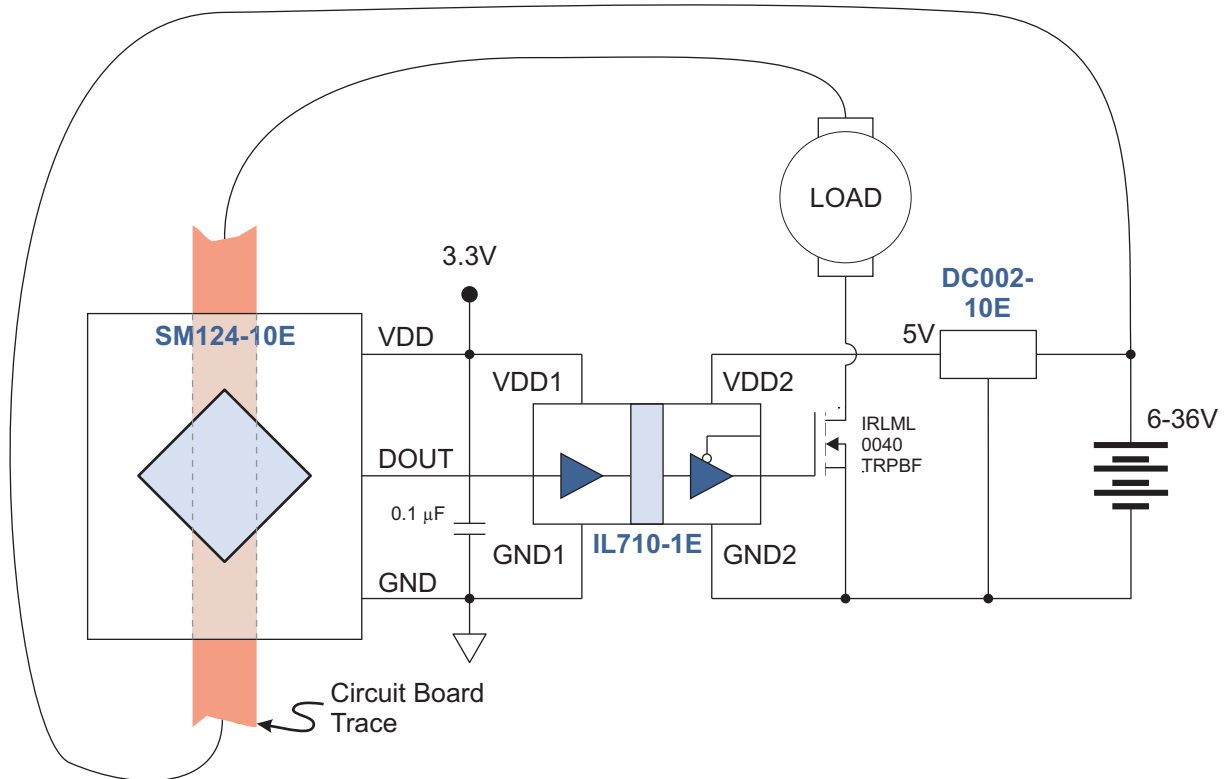 LOAD
3.3V
DC002-
10E
SM124-10E
VDD
5V
VDD1
VDD2
IRLML
0040
TRPBF
6-36V
DOUT
0.1 μF
GND1
IL710-1E
GND2
GND
Circuit Board
Trace